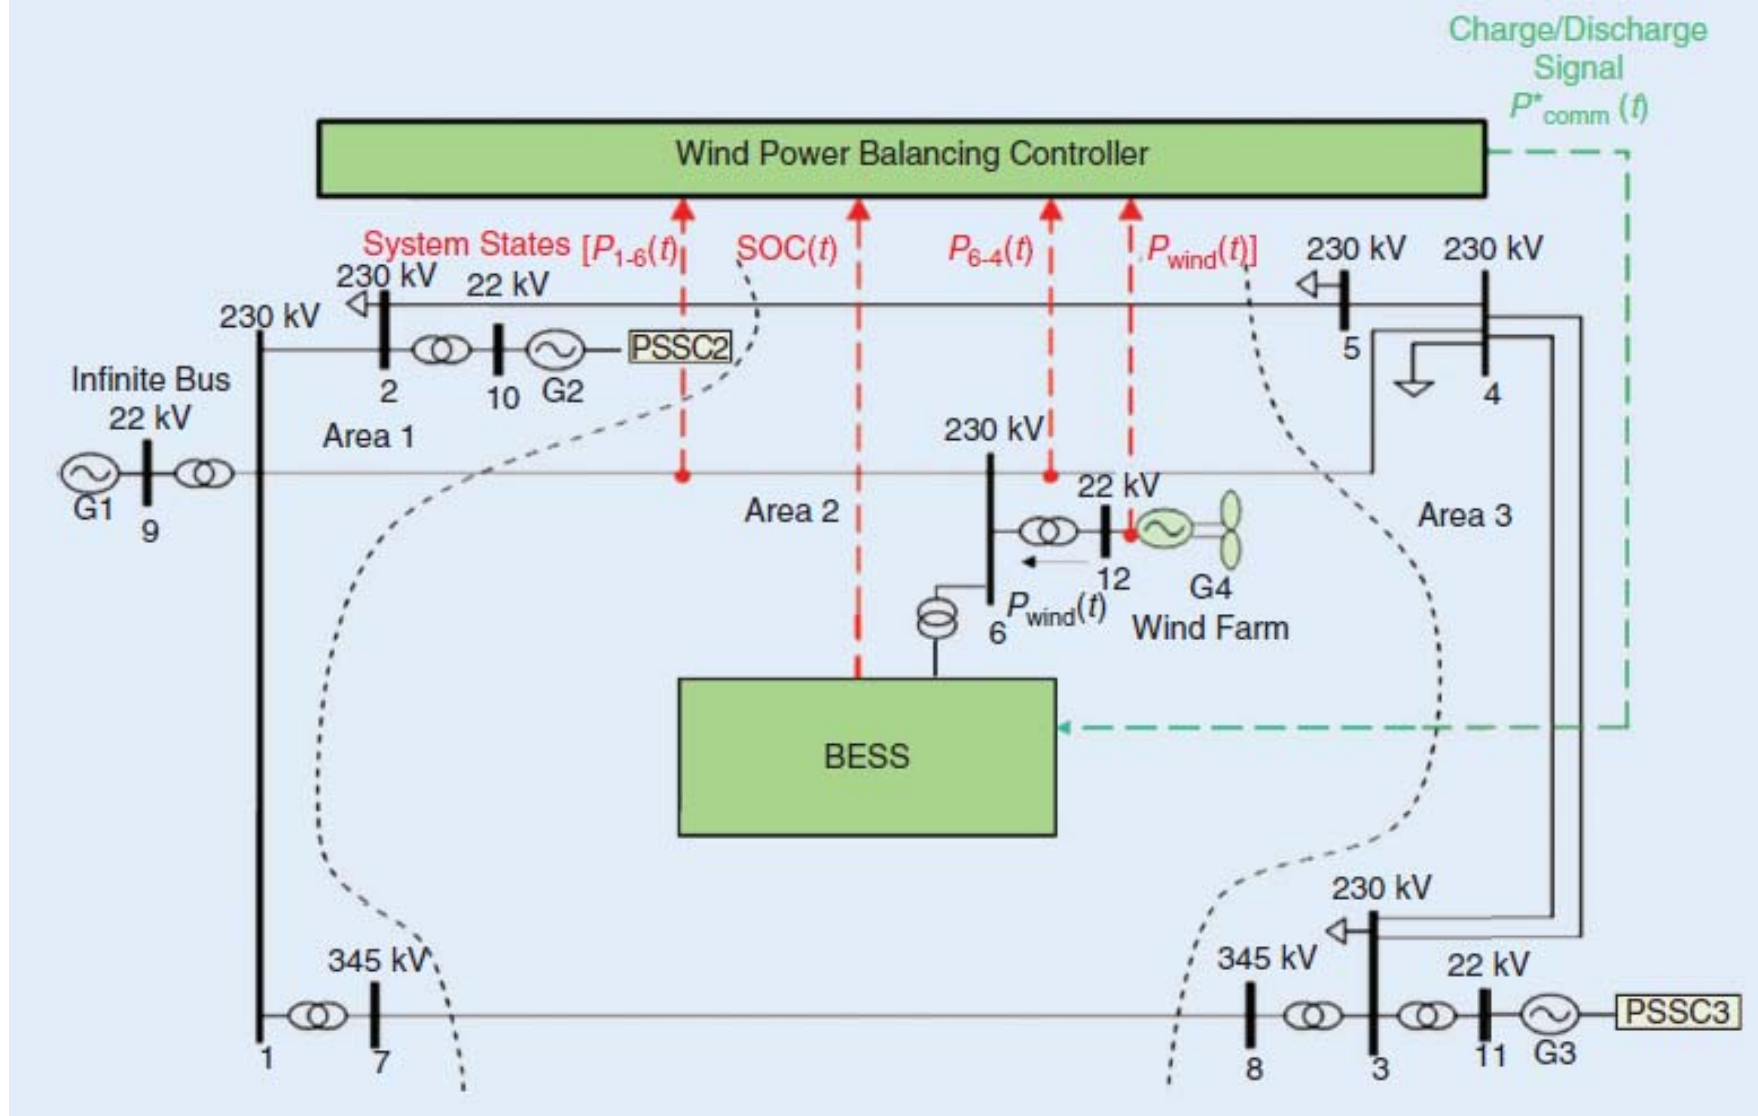 Charge/Discharge
Signal
P*comm (t)
Wind Power Balancing Controller
System States [P1-6(t)
SOC(t)
P6-4(t)
Pwind(t)]
230 kV
230 kV
230 kV
22 kV
230 kV
PSSC2
5
Infinite Bus
2
10
G2
4
22 kV
Area 1
230 kV
G1
9
Area 2
22 kV
Area 3
12
G4
Pwind(t)
6
Wind Farm
BESS
230 kV
345 kV
345 kV
22 kV
PSSC3
1
7
8
3
11
G3